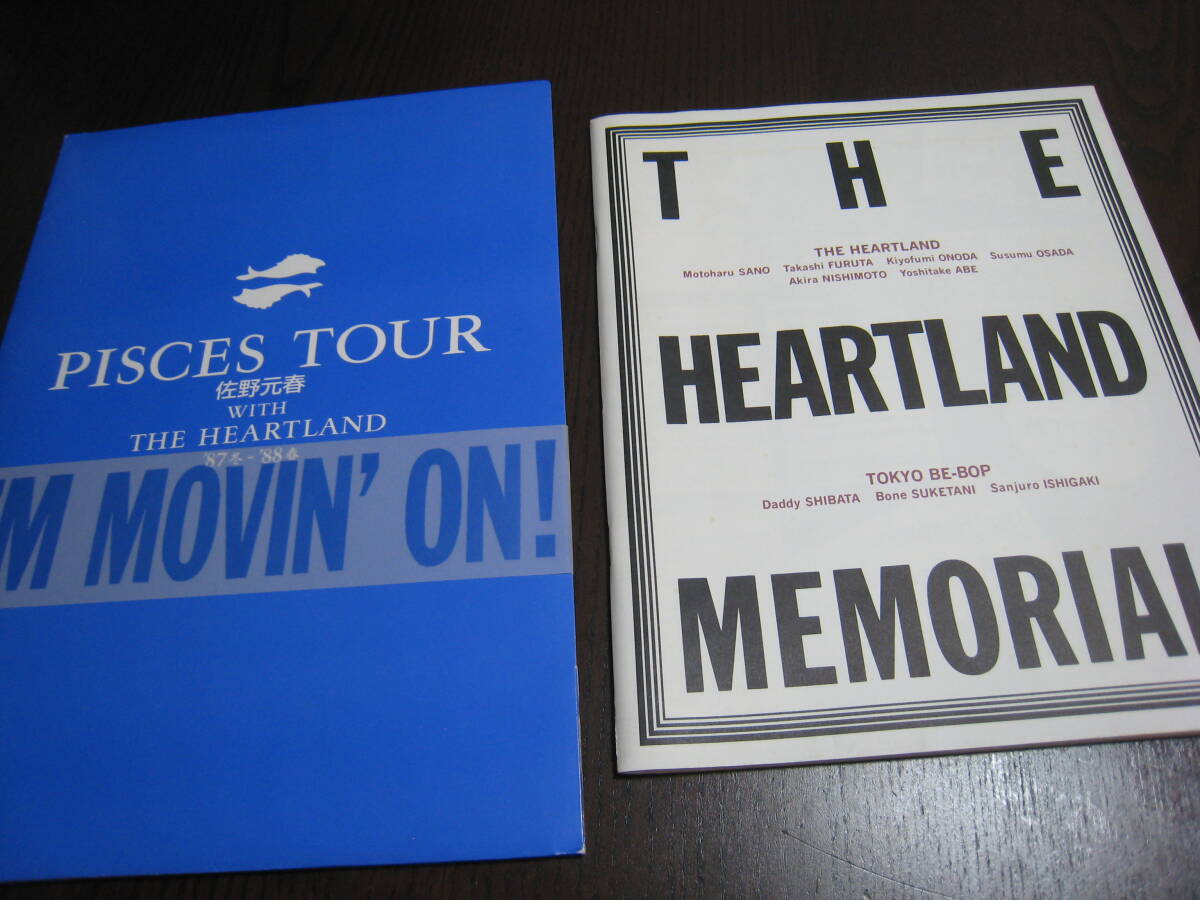 PISCES TOUR
佐野元春
WITH
THE HEARTLAND
'87冬-'88春
'M MOVIN' ON!
THE
THE HEARTLAND
Motoharu SANO Takashi FURUTA Kiyofumi ONODA Susumu OSADA
Akira NISHIMOTO Yoshitake ABE
HEARTLAND
TOKYO BE-BOP
Daddy SHIBATA Bone SUKETANI Sanjuro ISHIGAKI
MEMORIAL